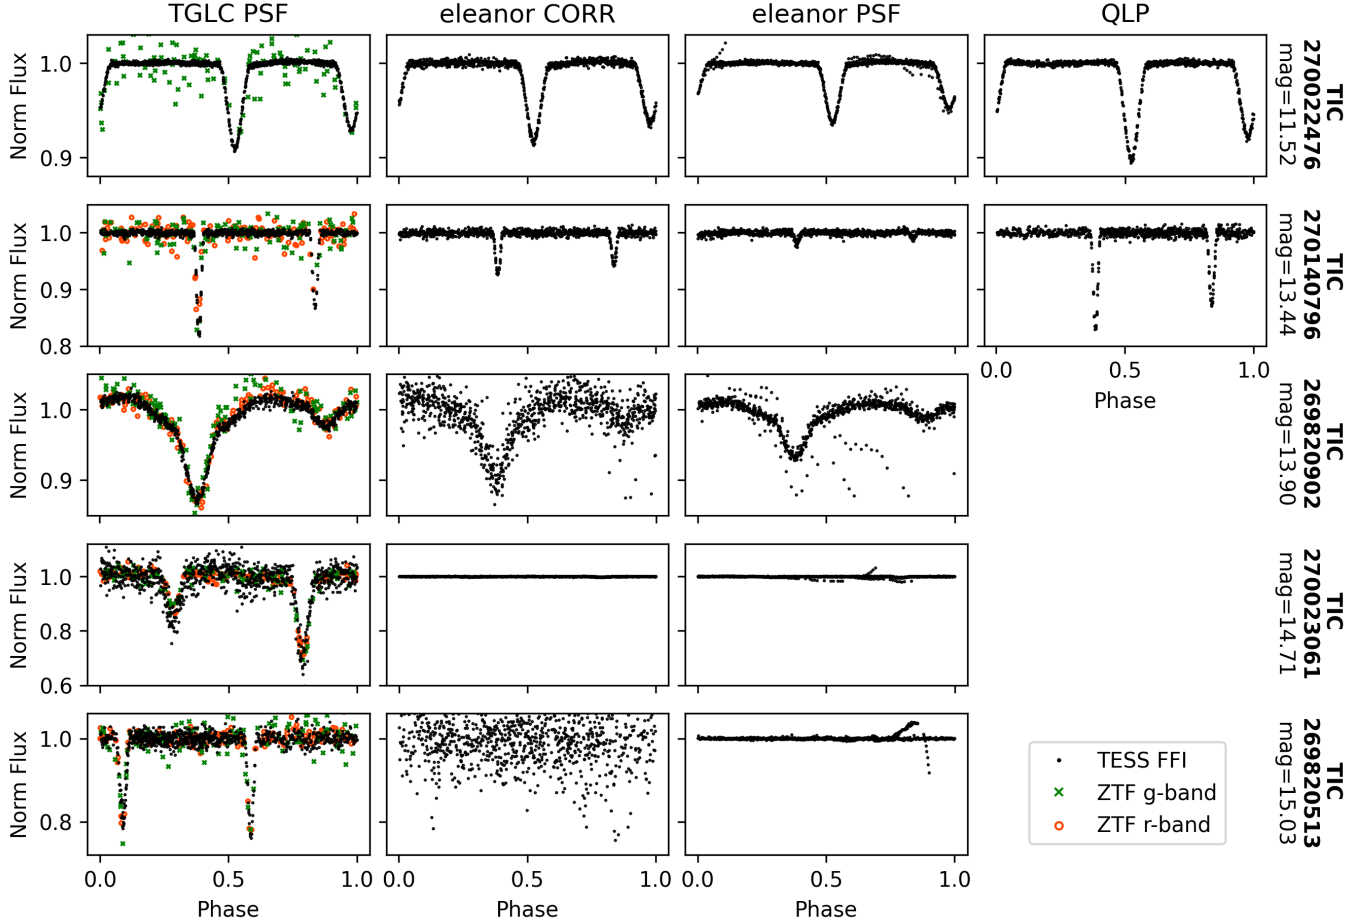 TGLC PSF
eleanor CORR
eleanor PSF
QLP
Norm Flux
1.0
0.9
TIC
270022476
mag=11.52
Norm Flux
1.0
0.9
0.8
0.0
0.5
1.0
Phase
TIC
270140796
mag=13.44
Norm Flux
1.0
0.9
TIC
269820902
mag=13.90
Norm Flux
1.0
0.8
0.6
TIC
270023061
mag=14.71
Norm Flux
1.0
0.8
0.0
0.5
1.0
Phase
0.0
0.5
1.0
Phase
0.0
0.5
1.0
Phase
TESS FFI
ZTF g-band
ZTF r-band
TIC
269820513
mag=15.03